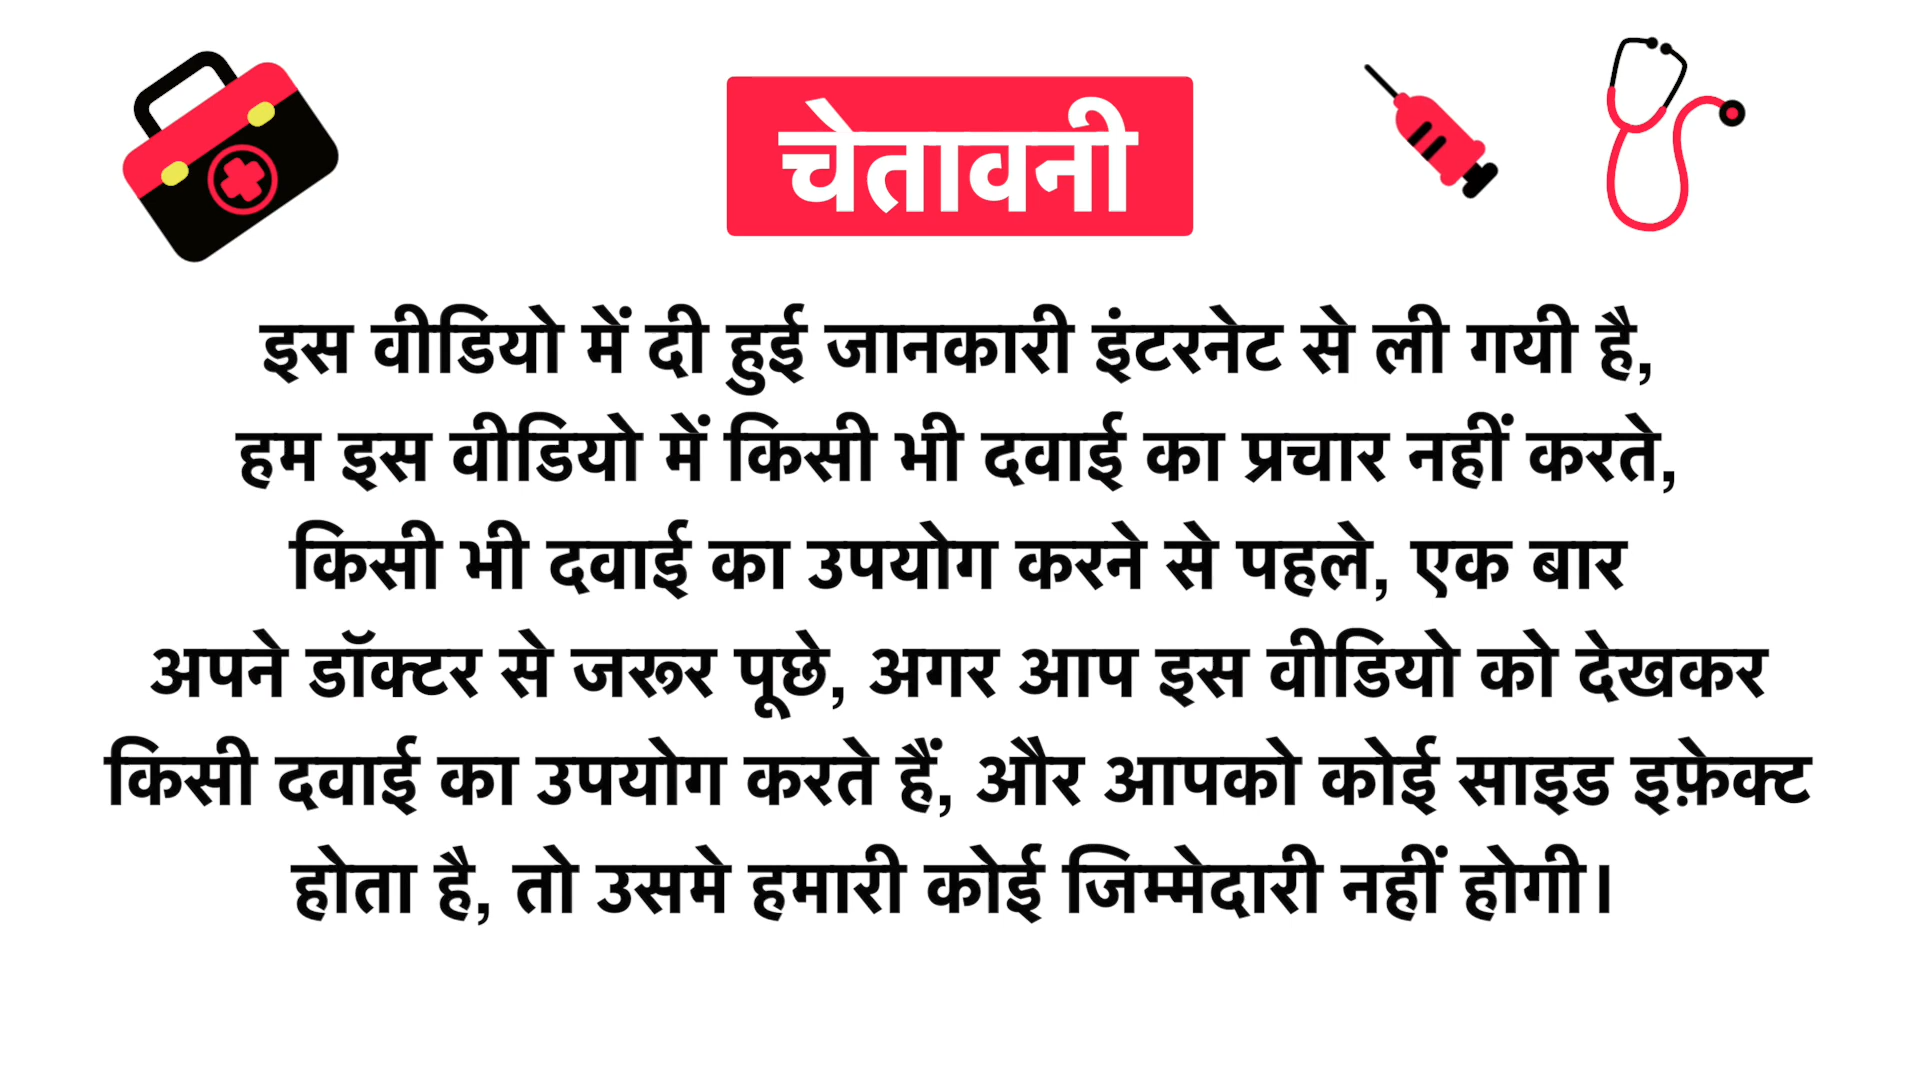 चेतावनी
इस वीडियो में दी हुई जानकारी इंटरनेट से ली गयी है,
हम इस वीडियो में किसी भी दवाई का प्रचार नहीं करते,
किसी भी दवाई का उपयोग करने से पहले, एक बार
अपने डॉक्टर से जरूर पूछे, अगर आप इस वीडियो को देखकर
किसी दवाई का उपयोग करते हैं, और आपको कोई साइड इफ़ेक्ट
होता है, तो उसमे हमारी कोई जिम्मेदारी नहीं होगी।